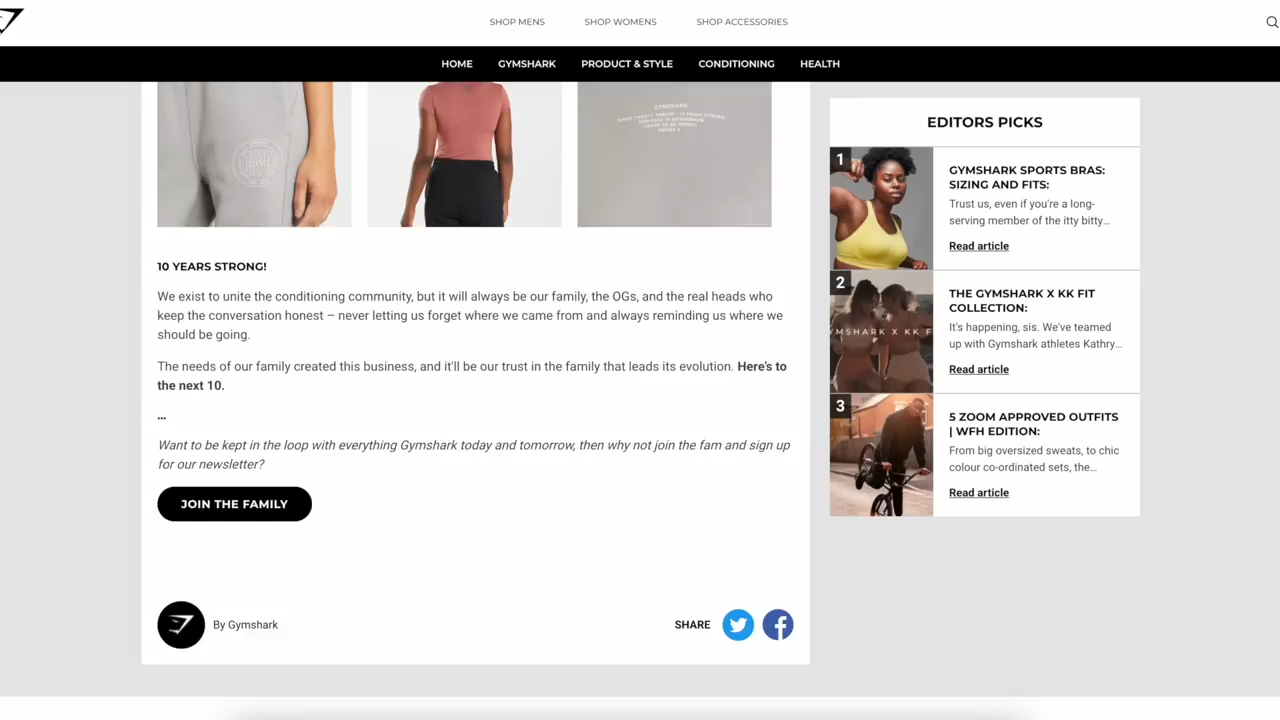 SHOP MENS
SHOP WOMENS
SHOP ACCESSORIES
HOME
GYMSHARK
PRODUCT & STYLE
CONDITIONING
HEALTH
GYMSHARK
10 YEARS STRONG!
We exist to unite the conditioning community, but it will always be our family, the OGs, and the real heads who
keep the conversation honest – never letting us forget where we came from and always reminding us where we
should be going.
The needs of our family created this business, and it'll be our trust in the family that leads its evolution. Here's to
the next 10.
...
Want to be kept in the loop with everything Gymshark today and tomorrow, then why not join the fam and sign up
for our newsletter?
JOIN THE FAMILY
By Gymshark
SHARE
EDITORS PICKS
1
GYMSHARK SPORTS BRAS:
SIZING AND FITS:
Trust us, even if you're a long-
serving member of the itty bitty...
Read article
2
YMSHARK X KK F
THE GYMSHARK X KK FIT
COLLECTION:
It's happening, sis. We've teamed
up with Gymshark athletes Kathry...
Read article
3
5 ZOOM APPROVED OUTFITS
| WFH EDITION:
From big oversized sweats, to chic
colour co-ordinated sets, the...
Read article